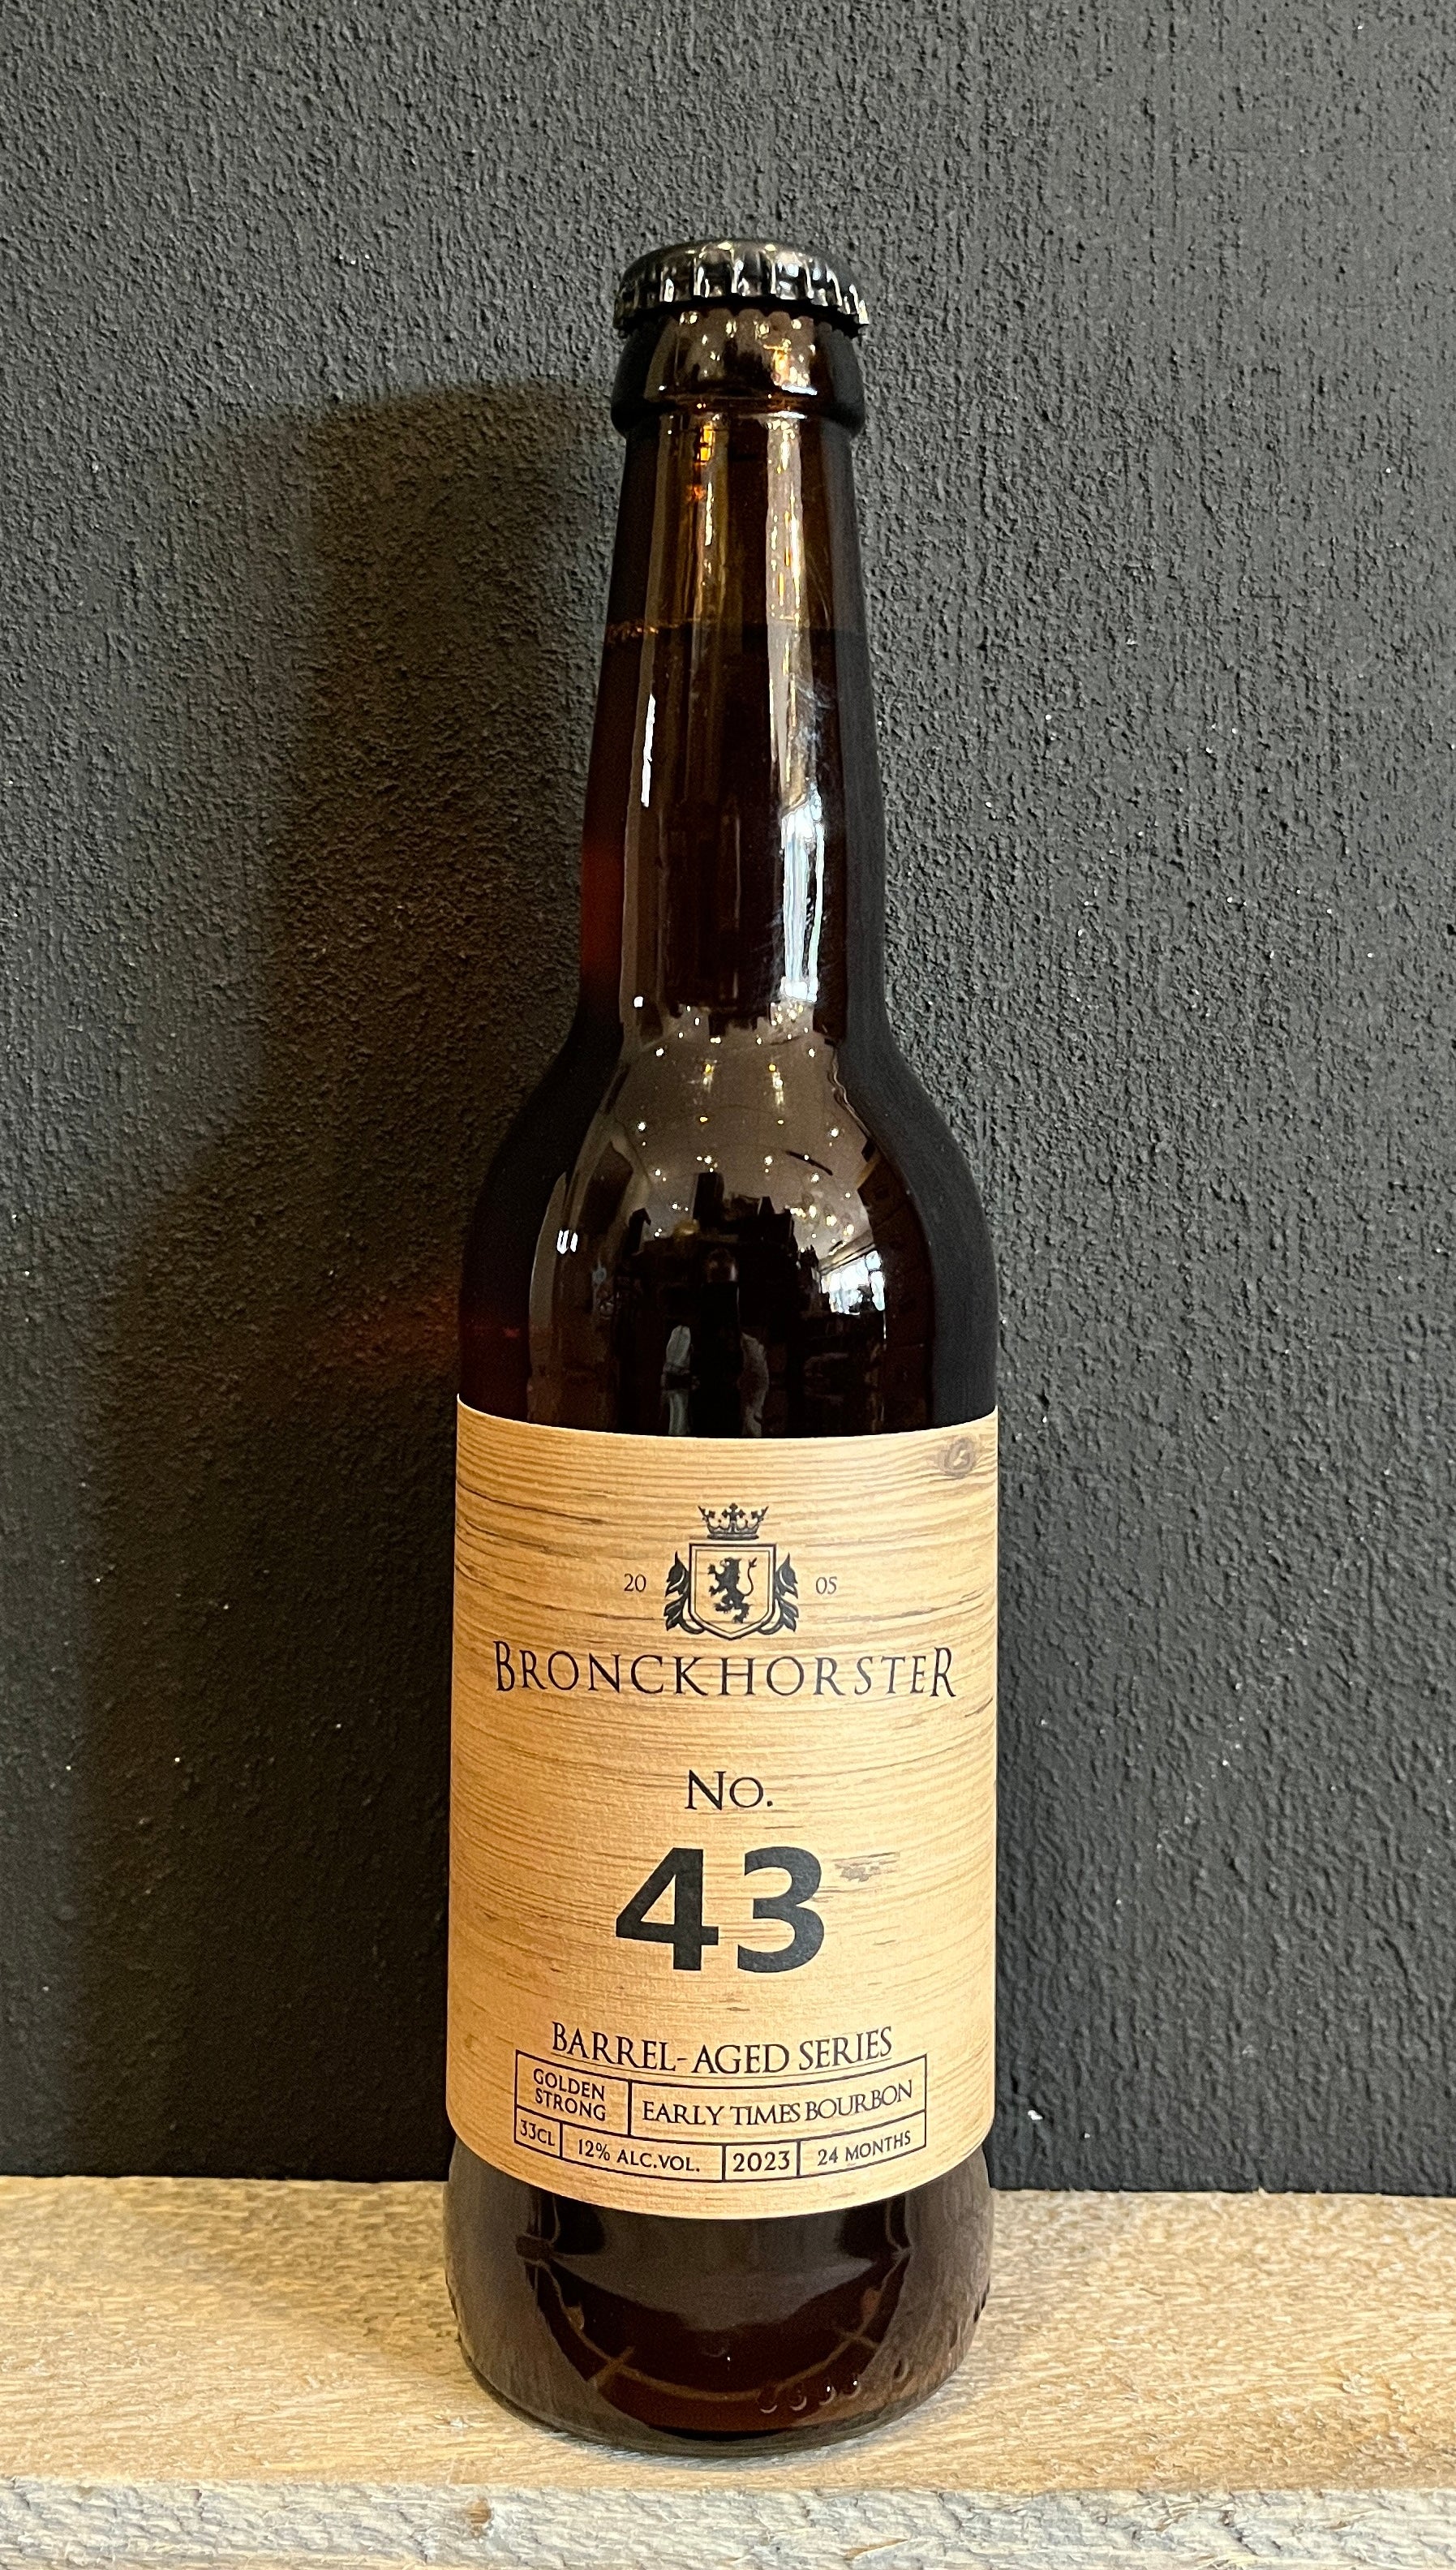 20 05
BRONCKHORSTER
No.
43
BARREL-AGED SERIES
GOLDEN
STRONG
EARLY TIMES BOURBON
33CL 12% ALC.VOL. 2023 24 MONTHS